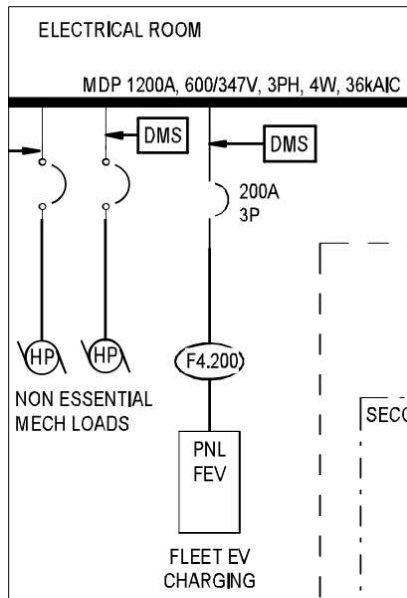 ELECTRICAL ROOM
MDP 1200A, 600/347V, 3PH, 4W, 36kAIC
DMS
DMS
200A
3P
HP
HP
F4.200
NON ESSENTIAL
MECH LOADS
SECO
PNL
FEV
FLEET EV
CHARGING